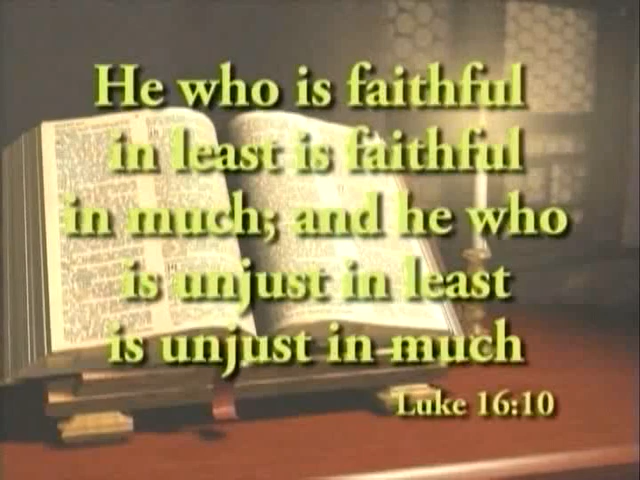 He who is faithful
in least is faithful
in much; and he who
is unjust in least
is unjust in much
Luke 16:10